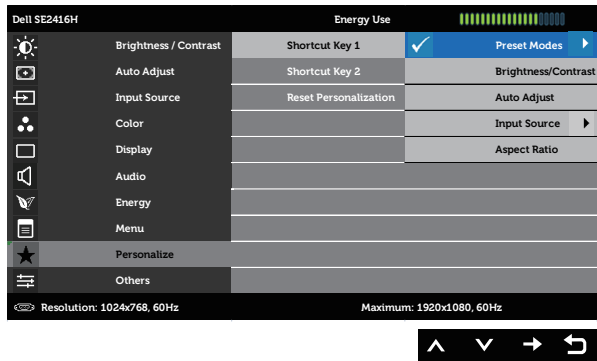 Dell SE2416H Energy Use
Brightness / Contrast Shortcut Key 1 Preset Modes
Auto Adjust Shortcut Key 2 Brightness/Contrast
Input Source Reset Personalization Auto Adjust
Color Input Source
Display Aspect Ratio
Audio
Energy
Menu
Personalize
Others
Resolution: 1024x768, 60Hz Maximum: 1920x1080, 60Hz